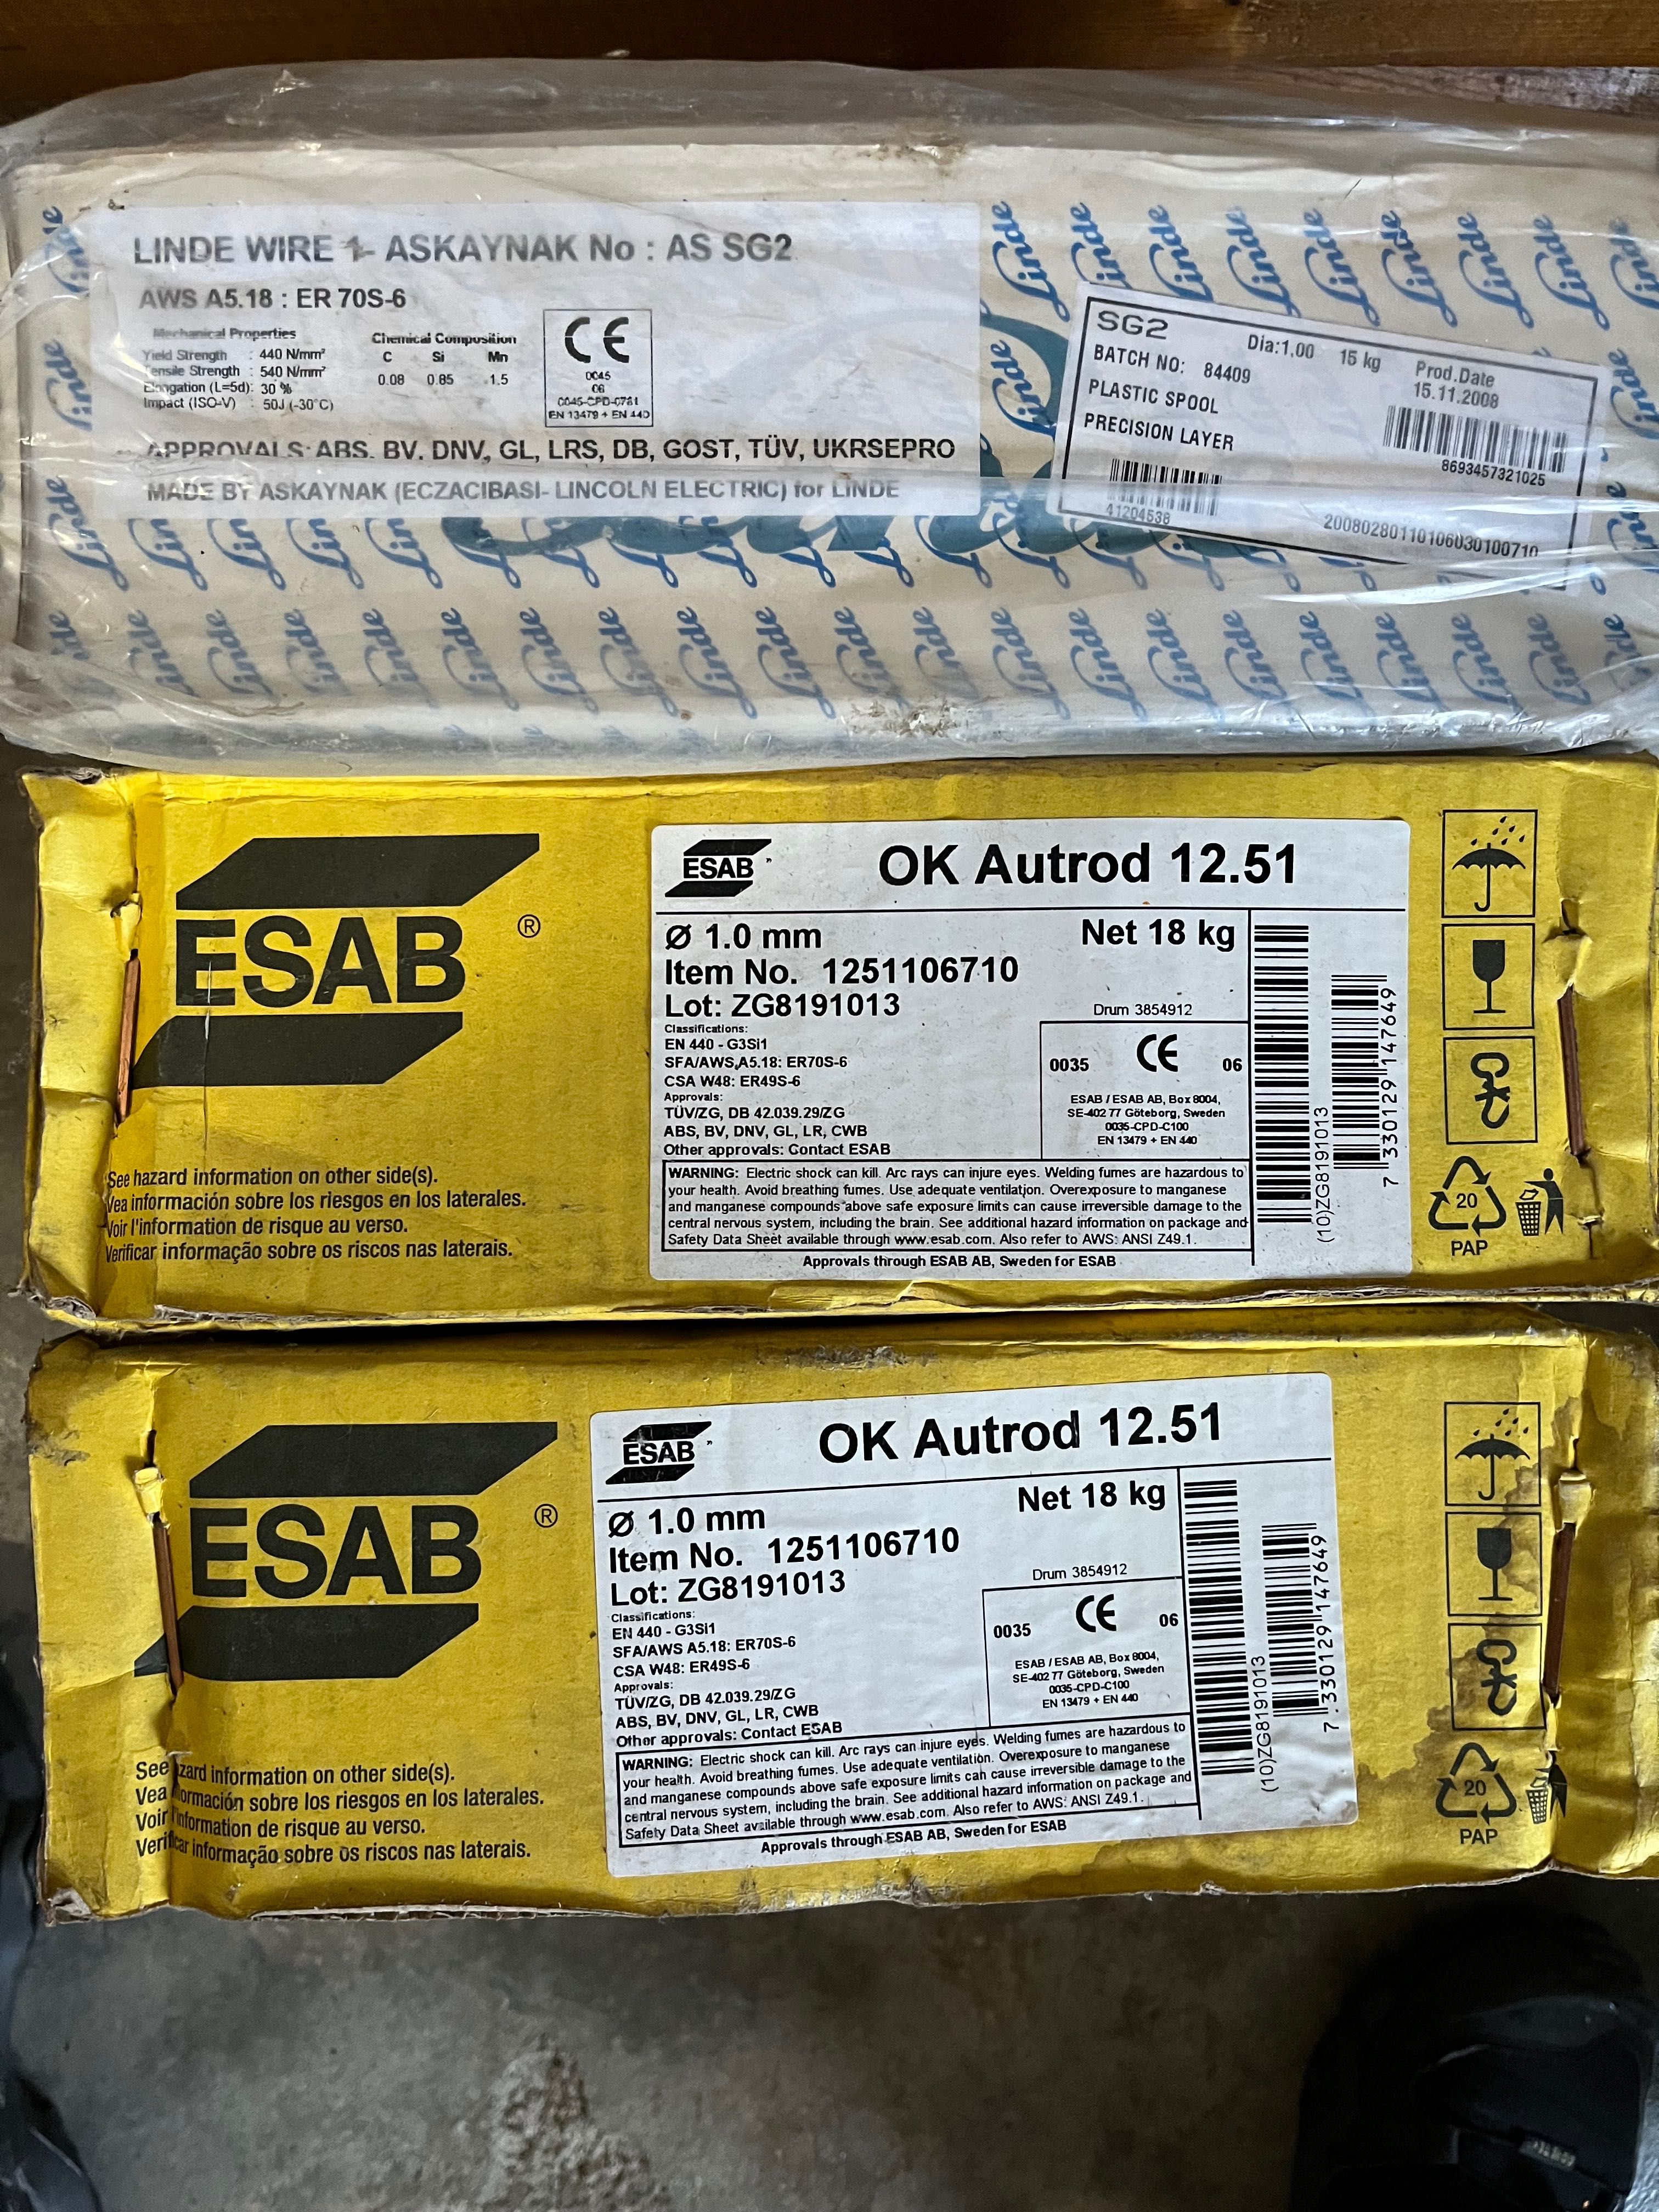 LINDE WIRE 1- ASKAYNAK No : AS SG2
AWS A5.18 : ER 70S-6
Mechanical Properties
Yield Strength : 440 N/mm²
Tensile Strength : 540 N/mm²
Elongation (L=5d): 30 %
Impact (ISO-V) : 50J (-30°C)
Chemical Composition
C Si Mn
0.08 0.85 1.5
CE
0045
06
0045-CPD-0781
EN 13479 + EN 440
APPROVALS: ABS. BV. DNV, GL, LRS, DB, GOST, TÜV, UKRSEPRO
MADE BY ASKAYNAK (ECZACIBASI- LINCOLN ELECTRIC) for LINDE
SG2
Dia:1,00 15 kg
BATCH NO: 84409
Prod.Date
15.11.2008
PLASTIC SPOOL
PRECISION LAYER
8693457321025
41204538
2008028011010603010071
Linde
ESAB ®
See hazard information on other side(s).
Vea información sobre los riesgos en los laterales.
Voir l'information de risque au verso.
Verificar informação sobre os riscos nas laterais.
ESAB
OK Autrod 12.51
Ø 1.0 mm
Net 18 kg
Item No. 1251106710
Lot: ZG8191013
Drum 3854912
Classifications:
EN 440 - G3Si1
SFA/AWS A5.18: ER70S-6
CSA W48: ER49S-6
Approvals:
TÜV/ZG, DB 42.039.29/ZG
ABS, BV, DNV, GL, LR, CWB
Other approvals: Contact ESAB
0035 CE 06
ESAB / ESAB AB, Box 8004,
SE-402 77 Göteborg, Sweden
0035-CPD-C100
EN 13479 + EN 440
WARNING: Electric shock can kill. Arc rays can injure eyes. Welding fumes are hazardous to
your health. Avoid breathing fumes. Use adequate ventilation. Overexposure to manganese
and manganese compounds above safe exposure limits can cause irreversible damage to the
central nervous system, including the brain. See additional hazard information on package and
Safety Data Sheet available through www.esab.com. Also refer to AWS: ANSI Z49.1.
Approvals through ESAB AB, Sweden for ESAB
(10)ZG8191013
7 330129 147649
20
PAP
ESAB ®
See hazard information on other side(s).
Vea información sobre los riesgos en los laterales.
Voir l'information de risque au verso.
Verificar informação sobre os riscos nas laterais.
ESAB
OK Autrod 12.51
Ø 1.0 mm
Net 18 kg
Item No. 1251106710
Lot: ZG8191013
Drum 3854912
Classifications:
EN 440 - G3Si1
SFA/AWS A5.18: ER70S-6
CSA W48: ER49S-6
Approvals:
TÜV/ZG, DB 42.039.29/ZG
ABS, BV, DNV, GL, LR, CWB
Other approvals: Contact ESAB
0035 CE 06
ESAB / ESAB AB, Box 8004,
SE-402 77 Göteborg, Sweden
0035-CPD-C100
EN 13479 + EN 440
WARNING: Electric shock can kill. Arc rays can injure eyes. Welding fumes are hazardous to
your health. Avoid breathing fumes. Use adequate ventilation. Overexposure to manganese
and manganese compounds above safe exposure limits can cause irreversible damage to the
central nervous system, including the brain. See additional hazard information on package and
Safety Data Sheet available through www.esab.com. Also refer to AWS: ANSI Z49.1.
Approvals through ESAB AB, Sweden for ESAB
(10)ZG8191013
7 330129 147649
20
PAP